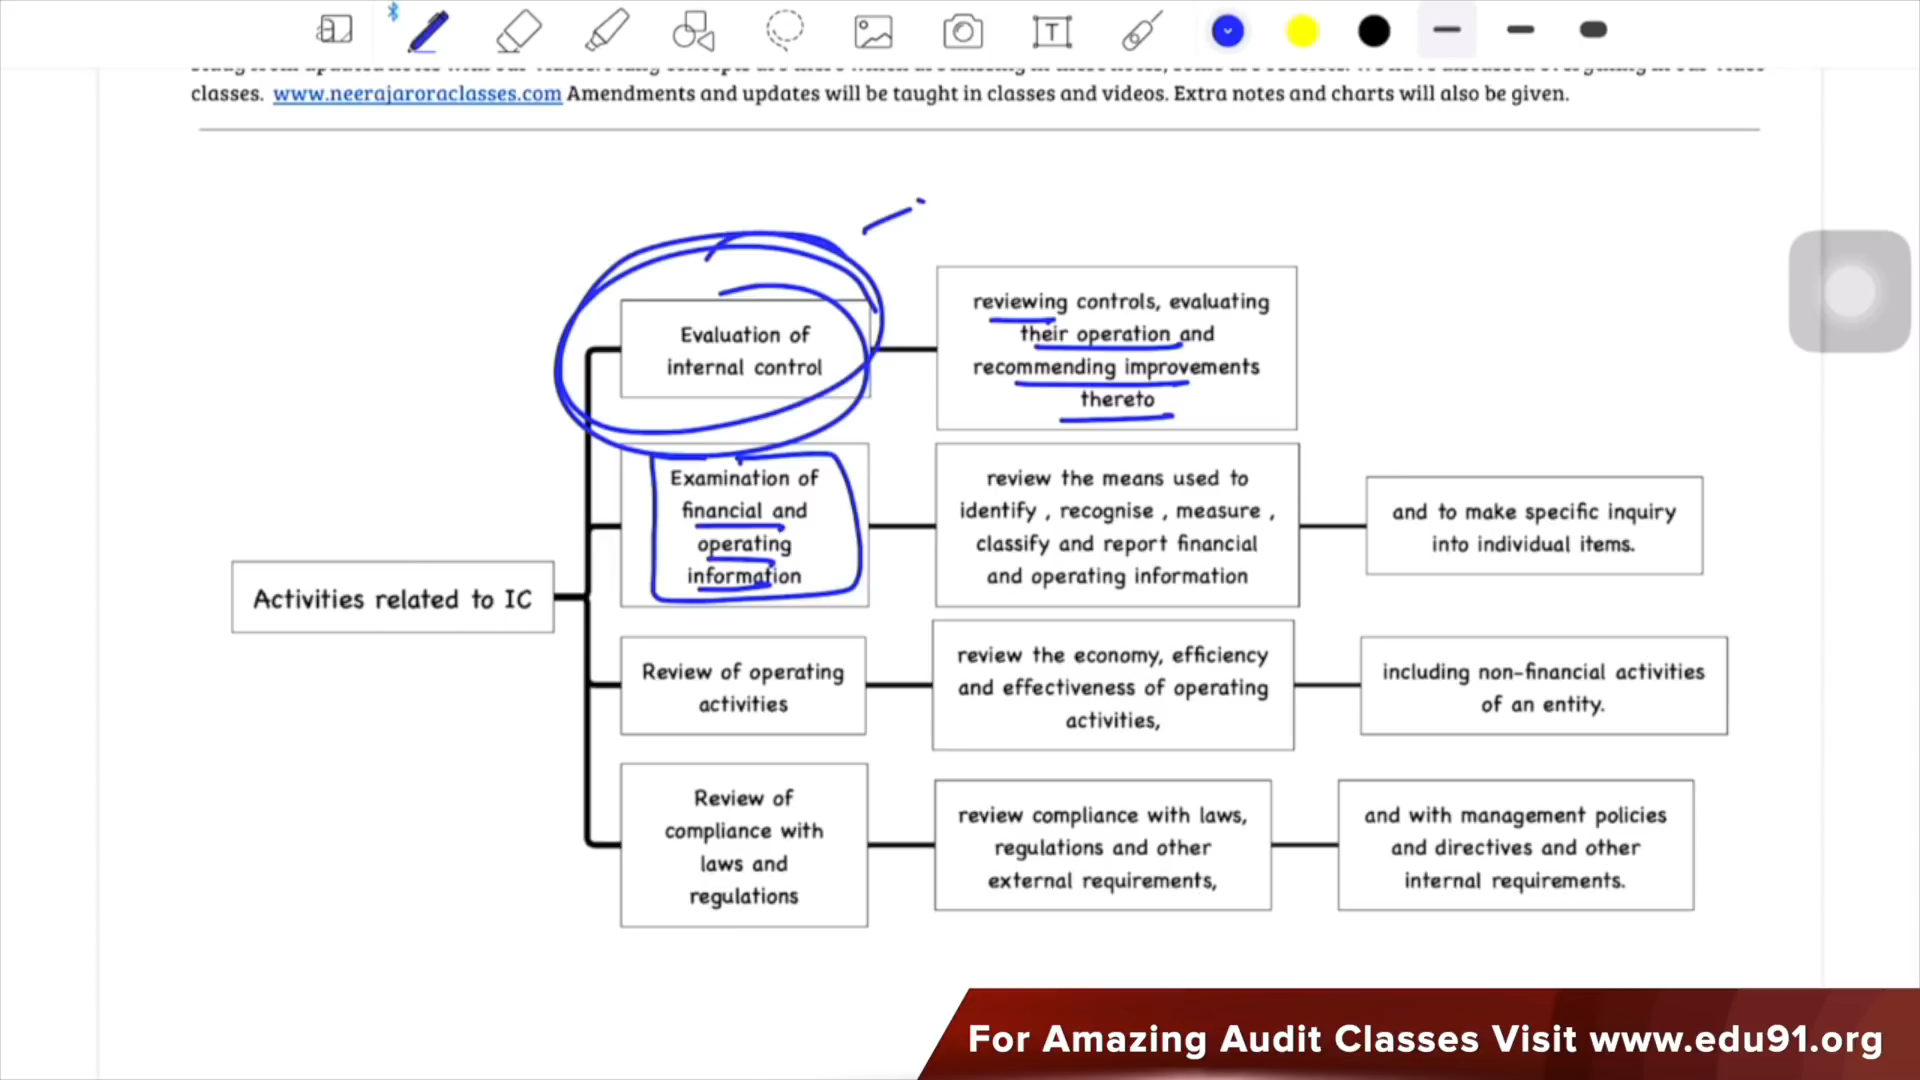 classes. www.neerajaroraclasses.com Amendments and updates will be taught in classes and videos. Extra notes and charts will also be given.
Activities related to IC
Evaluation of
internal control
reviewing controls, evaluating
their operation and
recommending improvements
thereto
Examination of
financial and
operating
information
review the means used to
identify , recognise , measure ,
classify and report financial
and operating information
and to make specific inquiry
into individual items.
Review of operating
activities
review the economy, efficiency
and effectiveness of operating
activities,
including non-financial activities
of an entity.
Review of
compliance with
laws and
regulations
review compliance with laws,
regulations and other
external requirements,
and with management policies
and directives and other
internal requirements.
For Amazing Audit Classes Visit www.edu91.org